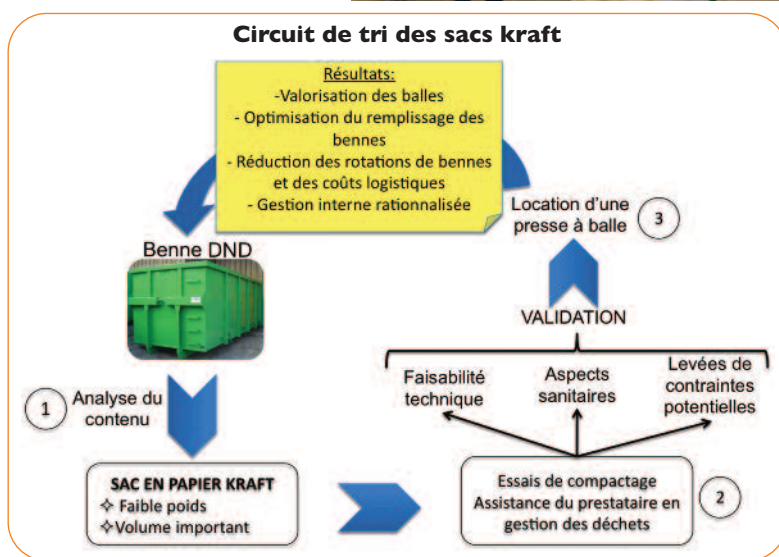 Circuit de tri des sacs kraft
Résultats:
-Valorisation des balles
- Optimisation du remplissage des
bennes
- Réduction des rotations de bennes
et des coûts logistiques
- Gestion interne rationnalisée
Benne DND
1
Analyse du
contenu
SAC EN PAPIER KRAFT
✧ Faible poids
✧Volume important
Essais de compactage
Assistance du prestataire en
gestion des déchets
2
Faisabilité
technique
Aspects
sanitaires
Levées de
contraintes
potentielles
VALIDATION
Location d'une
presse à balle
3